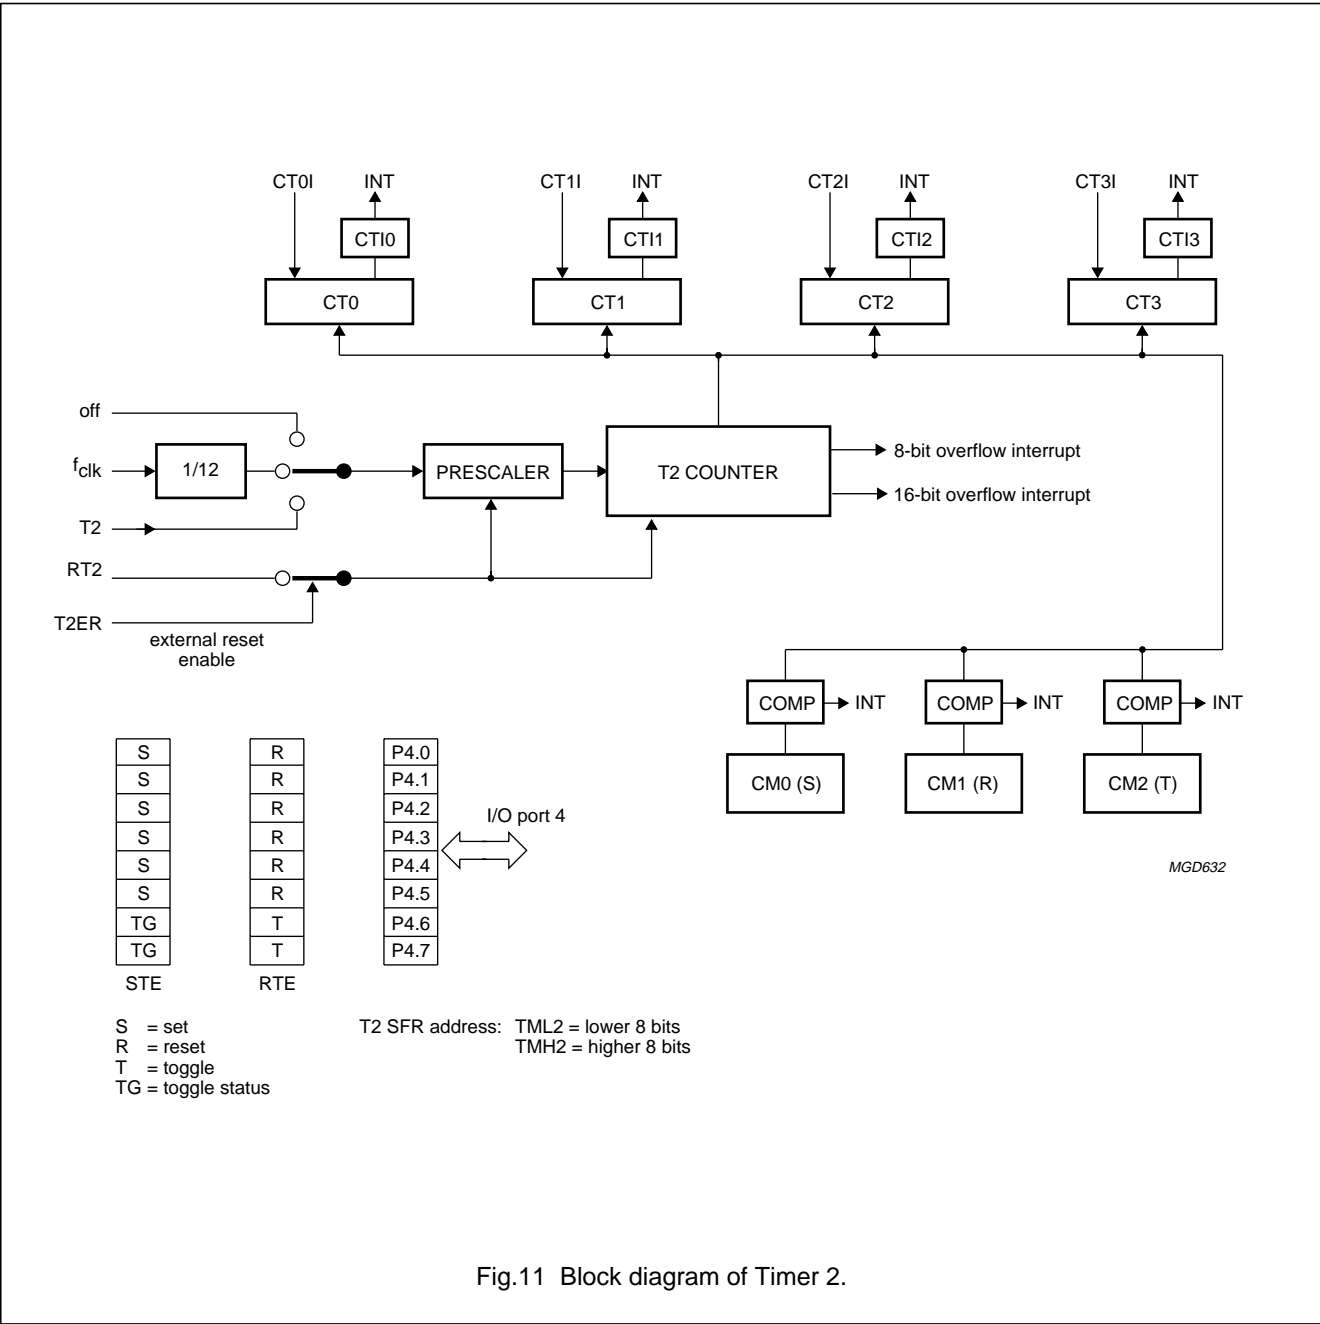 CT0I INT CT1I INT CT2I INT CT3I INT
CTI0 CTI1 CTI2 CTI3
CT0 CT1 CT2 CT3
off
fclk 1/12 PRESCALER T2 COUNTER 8-bit overflow interrupt
16-bit overflow interrupt
T2
RT2
T2ER
external reset
enable
COMP INT COMP INT COMP INT
CM0 (S) CM1 (R) CM2 (T)
S R P4.0
S R P4.1
S R P4.2
I/O port 4
S R P4.3
S R P4.4
S R P4.5
TG T P4.6
TG T P4.7
STE RTE
MGD632
S = set
R = reset
T = toggle
TG = toggle status
T2 SFR address: TML2 = lower 8 bits
TMH2 = higher 8 bits
Fig.11 Block diagram of Timer 2.